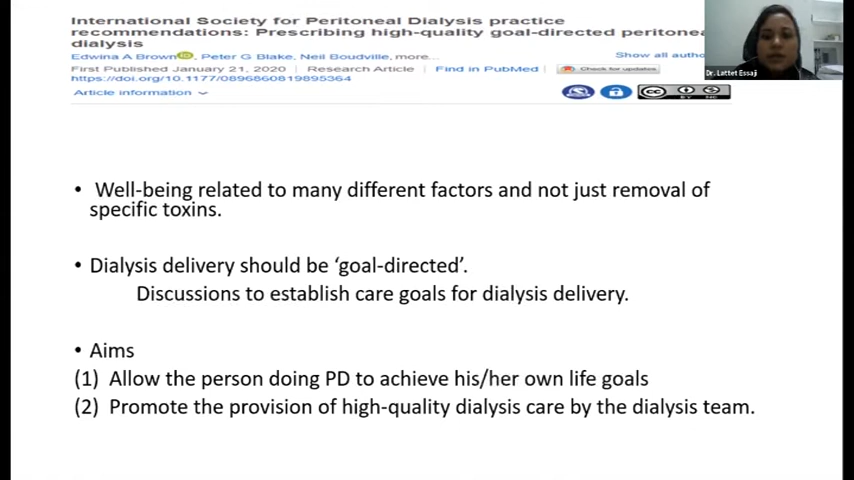 International Society for Peritoneal Dialysis practice
recommendations: Prescribing high-quality goal-directed peritonea
dialysis
Edwina A Brown, Peter G Blake, Neil Boudville, more...
Show all autho
First Published January 21, 2020 | Research Article | Find in PubMed
Check for updates
https://doi.org/10.1177/0896860819895364
Article information
Dr. Lattet Essaji
• Well-being related to many different factors and not just removal of
specific toxins.
• Dialysis delivery should be ‘goal-directed’.
Discussions to establish care goals for dialysis delivery.
• Aims
(1) Allow the person doing PD to achieve his/her own life goals
(2) Promote the provision of high-quality dialysis care by the dialysis team.